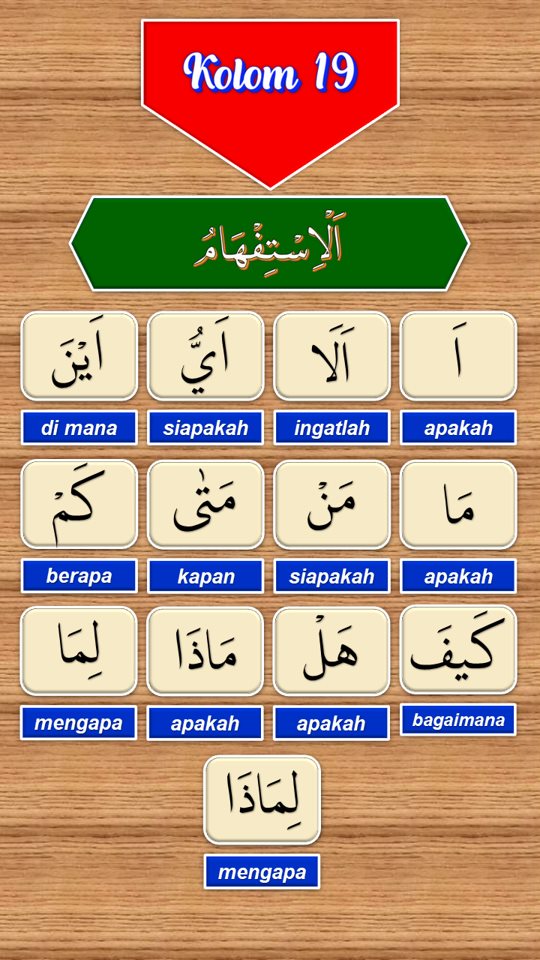 Kolom 19
اَلْاِسْتِفْهَامُ
اَ اَلَا اَيُّ اَيْنَ
apakah ingatlah siapakah di mana
مَا مَنْ مَتٰى كَمْ
apakah siapakah kapan berapa
كَيفَ هَلْ مَاذَا لِمَا
bagaimana apakah apakah mengapa
لِمَاذَا
mengapa